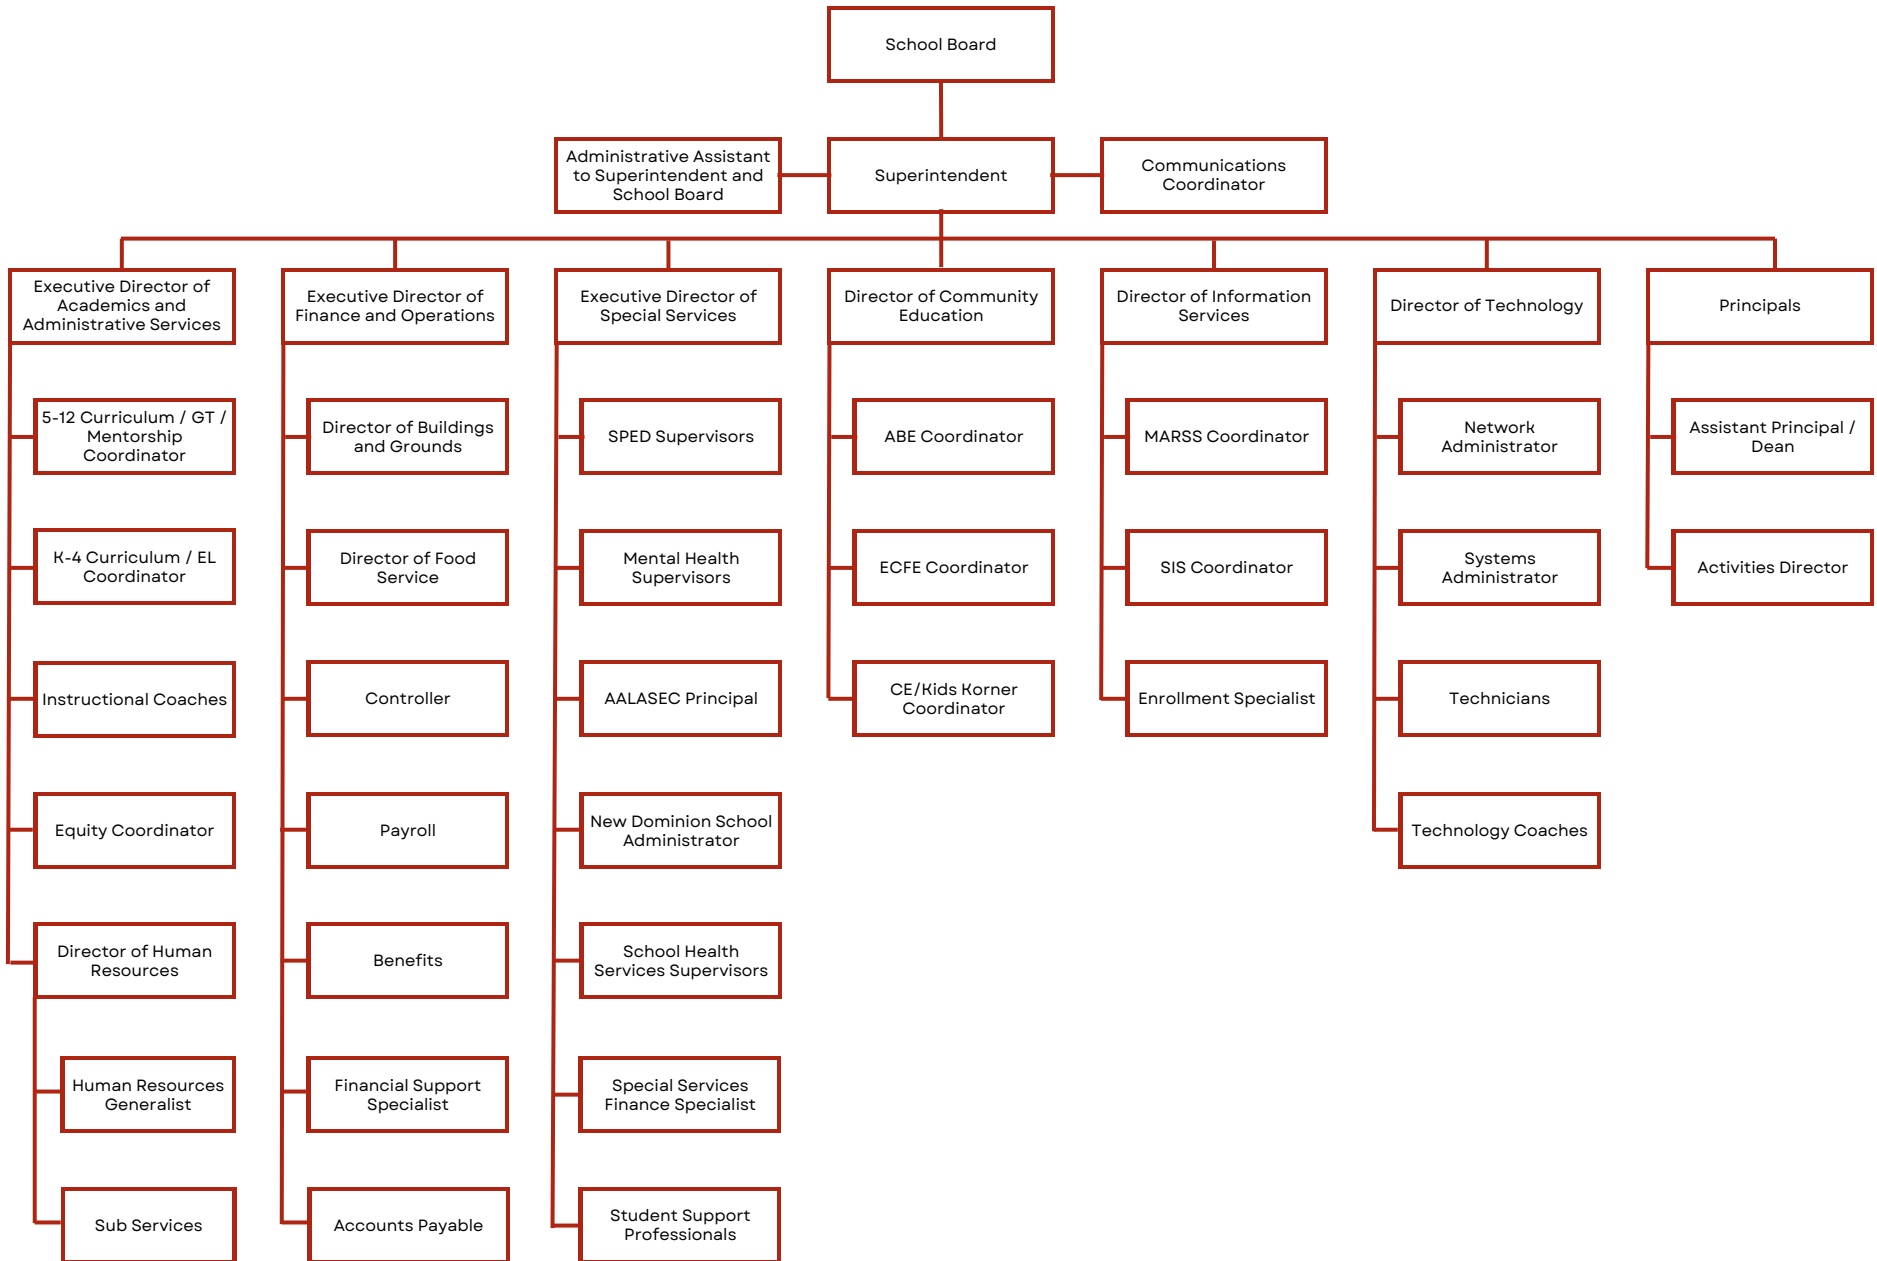 School Board
Administrative Assistant
to Superintendent and
School Board
Superintendent
Communications
Coordinator
Executive Director of
Academics and
Administrative Services
5-12 Curriculum / GT /
Mentorship
Coordinator
K-4 Curriculum / EL
Coordinator
Instructional Coaches
Equity Coordinator
Director of Human
Resources
Human Resources
Generalist
Sub Services
Executive Director of
Finance and Operations
Director of Buildings
and Grounds
Director of Food
Service
Controller
Payroll
Benefits
Financial Support
Specialist
Accounts Payable
Executive Director of
Special Services
SPED Supervisors
Mental Health
Supervisors
AALASEC Principal
New Dominion School
Administrator
School Health
Services Supervisors
Special Services
Finance Specialist
Student Support
Professionals
Director of Community
Education
ABE Coordinator
ECFE Coordinator
CE/Kids Korner
Coordinator
Director of Information
Services
MARSS Coordinator
SIS Coordinator
Enrollment Specialist
Director of Technology
Network
Administrator
Systems
Administrator
Technicians
Technology Coaches
Principals
Assistant Principal /
Dean
Activities Director